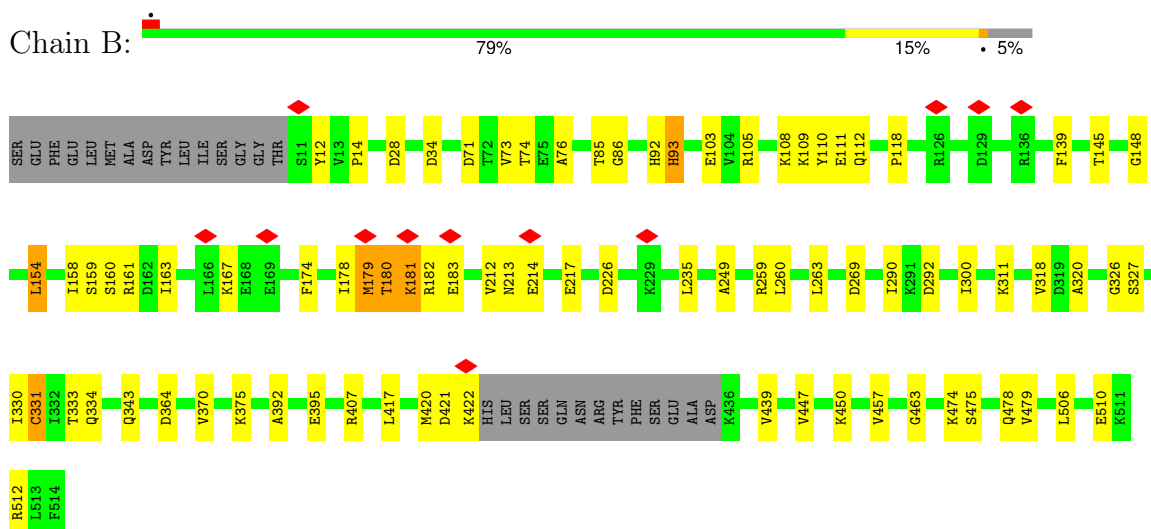 Chain B:
79% 15% • 5%
SER GLU PHE GLU LEU MET ALA ASP TYR LEU ILE SER GLY GLY THR S11 Y12 V13 P14 D28 D34 D71 T72 V73 T74 E75 A76 T85 G86 H92 H93 E103 V104 R105 K108 K109 Y110 E111 Q112 P118 R126 D129 R136 F139 T145 G148
L154 I158 S159 S160 R161 D162 I163 L166 K167 E168 E169 F174 I178 M179 T180 K181 R182 E183 V212 N213 E214 E217 D226 K229 L235 A249 R259 L260 L263 D269 I290 K291 D292 I300 K311 V318 D319 A320 G326 S327
I330 C331 I332 T333 Q334 Q343 D364 V370 K375 A392 E395 R407 L417 M420 D421 K422 HIS LEU SER SER GLN ASN ARG TYR PHE SER GLU ALA ASP K436 V439 V447 K450 V457 G463 K474 S475 Q478 V479 L506 E510 K511
R512 L513 F514